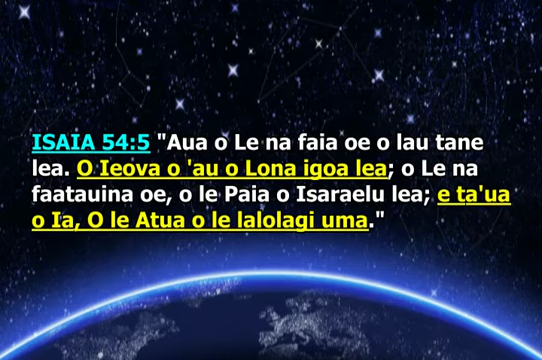 ISAIA 54:5 "Aua o Le na faia oe o lau tane
lea. O Ieova o 'au o Lona igoa lea; o Le na
faatauina oe, o le Paia o Isaraelu lea; e ta'ua
o Ia, O le Atua o le lalolagi uma."